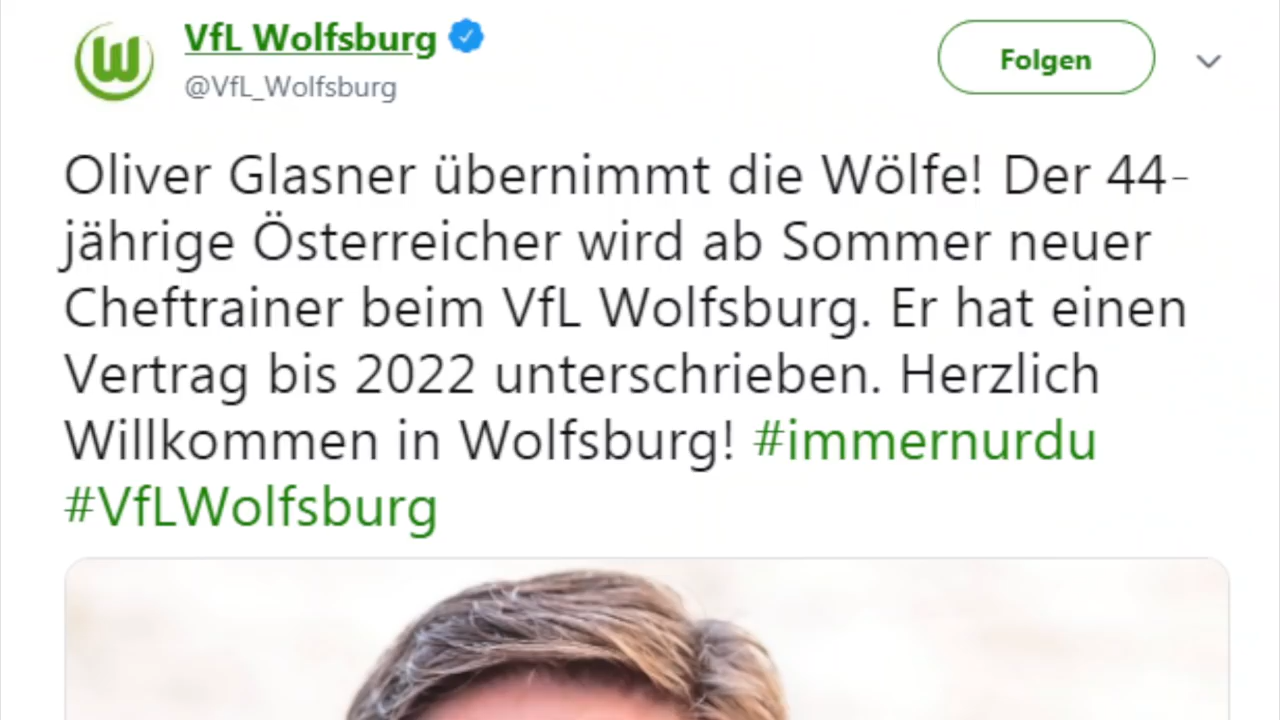 VfL Wolfsburg
@VfL_Wolfsburg
Folgen
Oliver Glasner übernimmt die Wölfe! Der 44-
jährige Österreicher wird ab Sommer neuer
Cheftrainer beim VfL Wolfsburg. Er hat einen
Vertrag bis 2022 unterschrieben. Herzlich
Willkommen in Wolfsburg! #immernurdu
#VfLWolfsburg